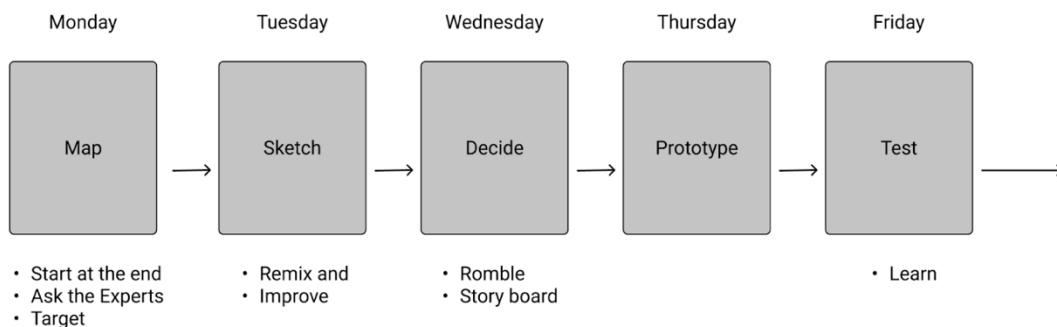 Monday
Tuesday
Wednesday
Thursday
Friday
Map
Sketch
Decide
Prototype
Test
• Start at the end
• Ask the Experts
• Target
• Remix and
• Improve
• Romble
• Story board
• Learn